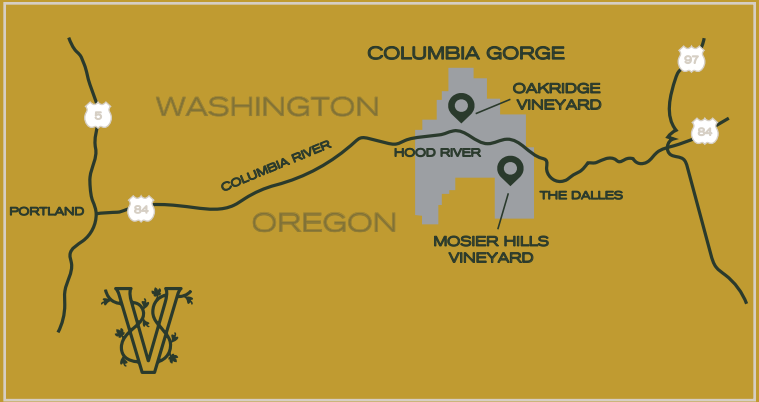 COLUMBIA GORGE
97
OAKRIDGE
VINEYARD
WASHINGTON
5
84
COLUMBIA RIVER
HOOD RIVER
THE DALLES
PORTLAND
84
OREGON
MOSIER HILLS
VINEYARD
VS